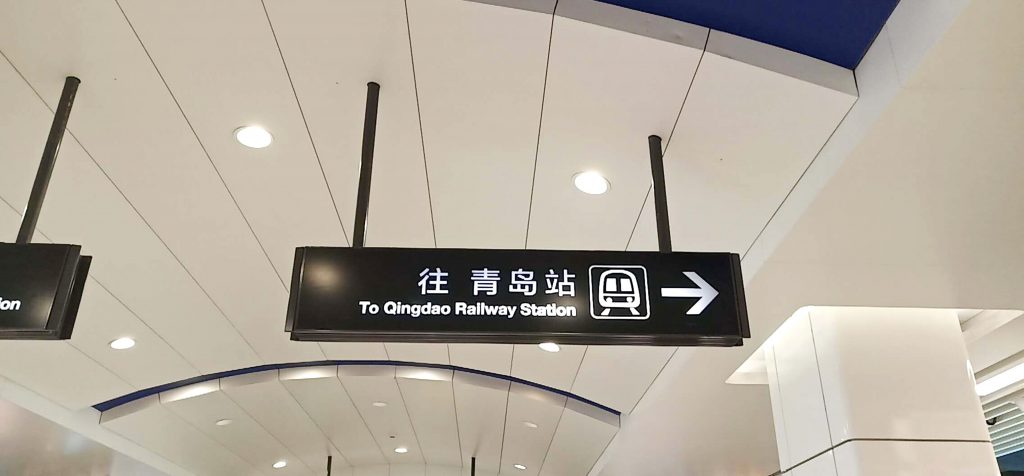 往 青岛站
To Qingdao Railway Station